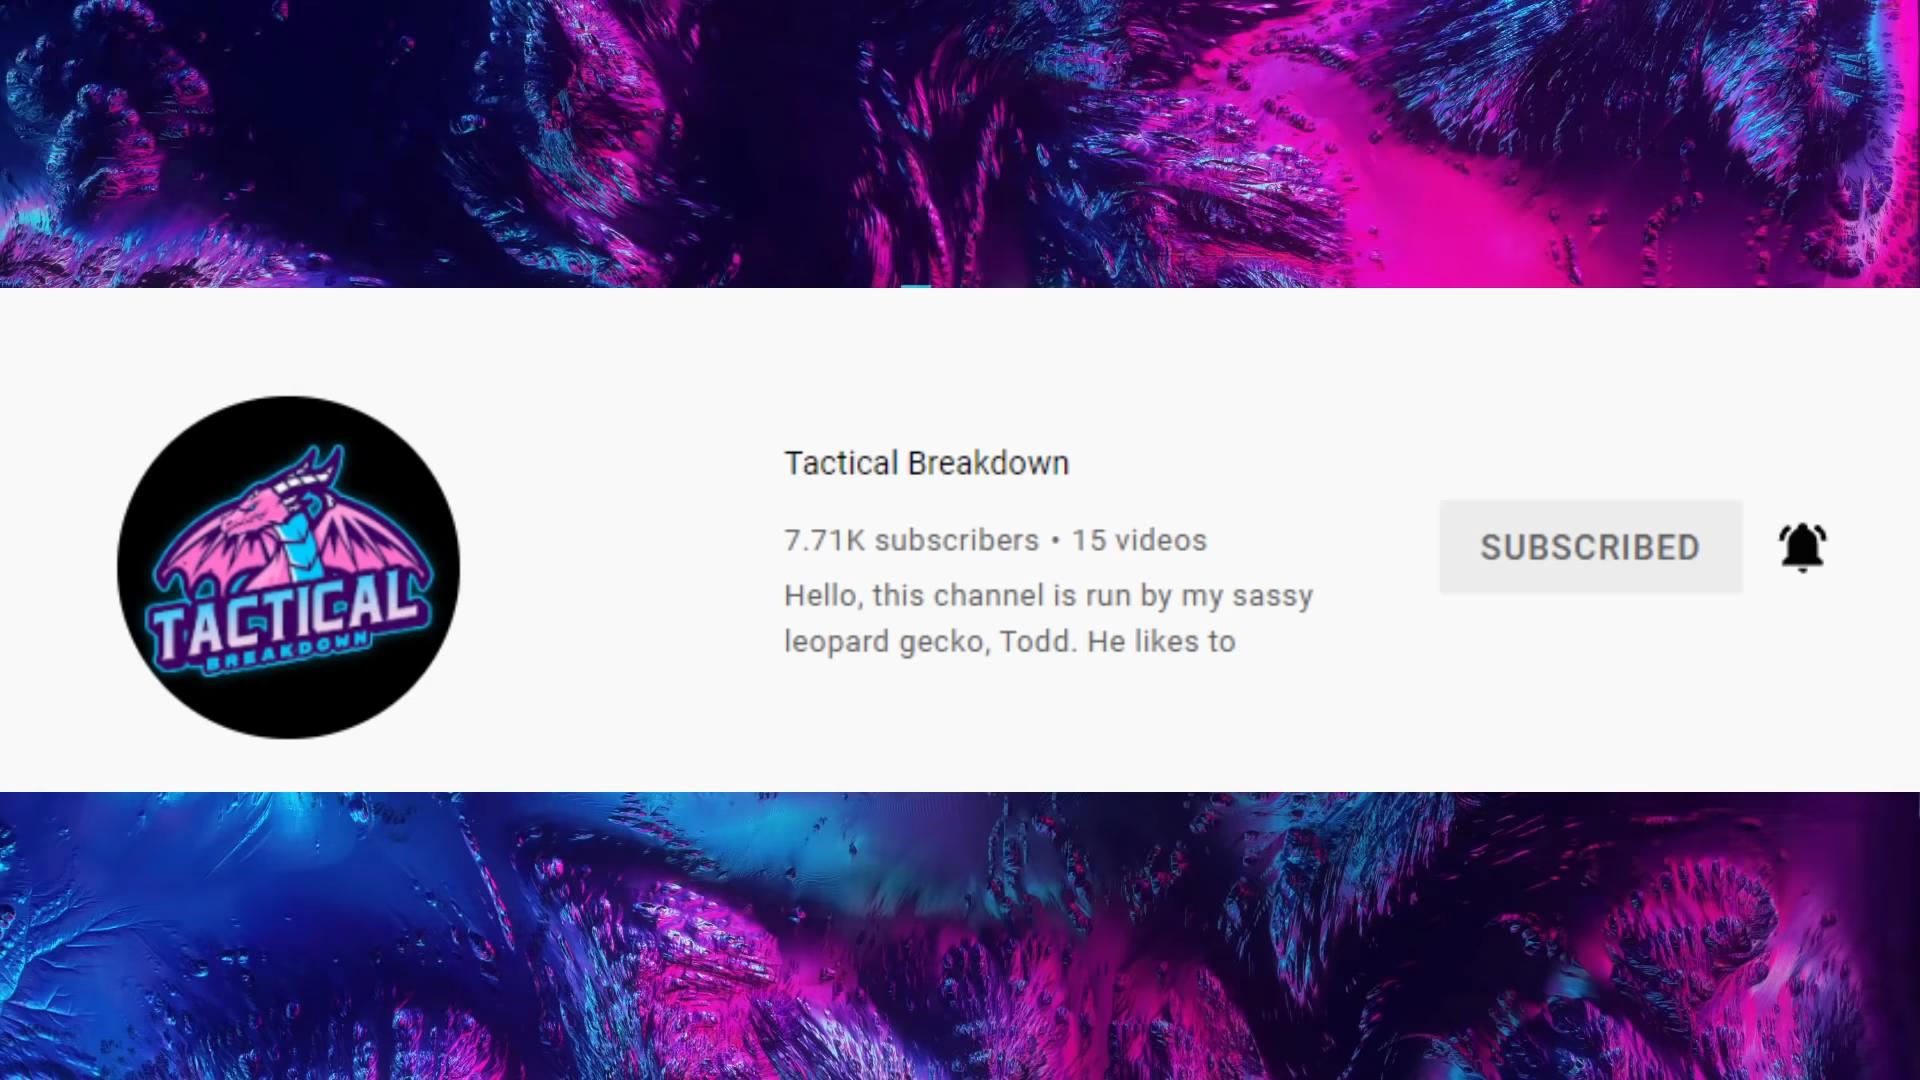 TACTICAL
BREAKDOWN
Tactical Breakdown
7.71K subscribers • 15 videos
Hello, this channel is run by my sassy
leopard gecko, Todd. He likes to
SUBSCRIBED